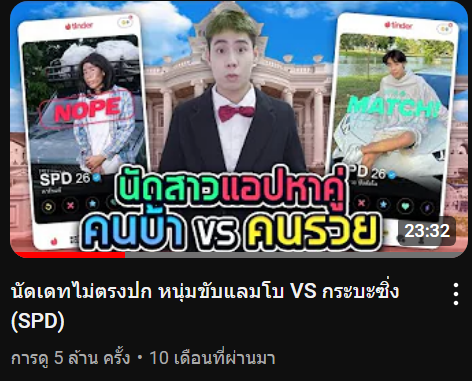 tinder
tinder
NOPE
MATCH!
SPD 26
SPD 26
นัดสาวแอปหาคู่
คนบ้า VS คนรวย
23:32
นัดเดทไม่ตรงปก หนุ่มขับแลมโบ VS กระบะซิ่ง
(SPD)
การดู 5 ล้าน ครั้ง • 10 เดือนที่ผ่านมา